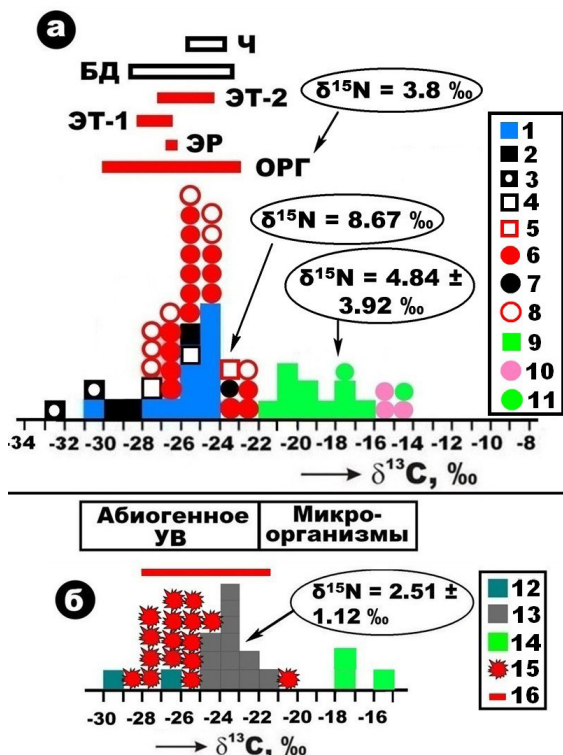 а
Ч
БД
ЭТ-2
ЭТ-1
ЭР
ОРГ
δ¹⁵N = 3.8 ‰
δ¹⁵N = 8.67 ‰
δ¹⁵N = 4.84 ±
3.92 ‰
1
2
3
4
5
6
7
8
9
10
11
-34 -32 -30 -28 -26 -24 -22 -20 -18 -16 -14 -12 -10 -8
δ¹³C, ‰
Абиогенное
УВ
Микро-
организмы
б
δ¹⁵N = 2.51 ±
1.12 ‰
12
13
14
15
16
-30 -28 -26 -24 -22 -20 -18 -16
δ¹³C, ‰